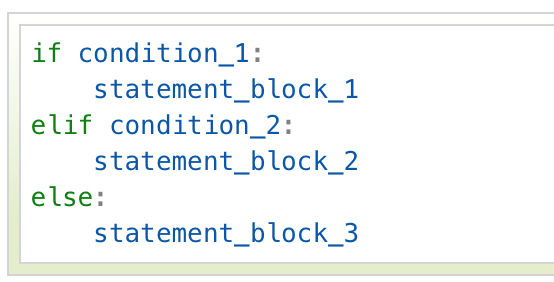 if condition_1:
    statement_block_1
elif condition_2:
    statement_block_2
else:
    statement_block_3